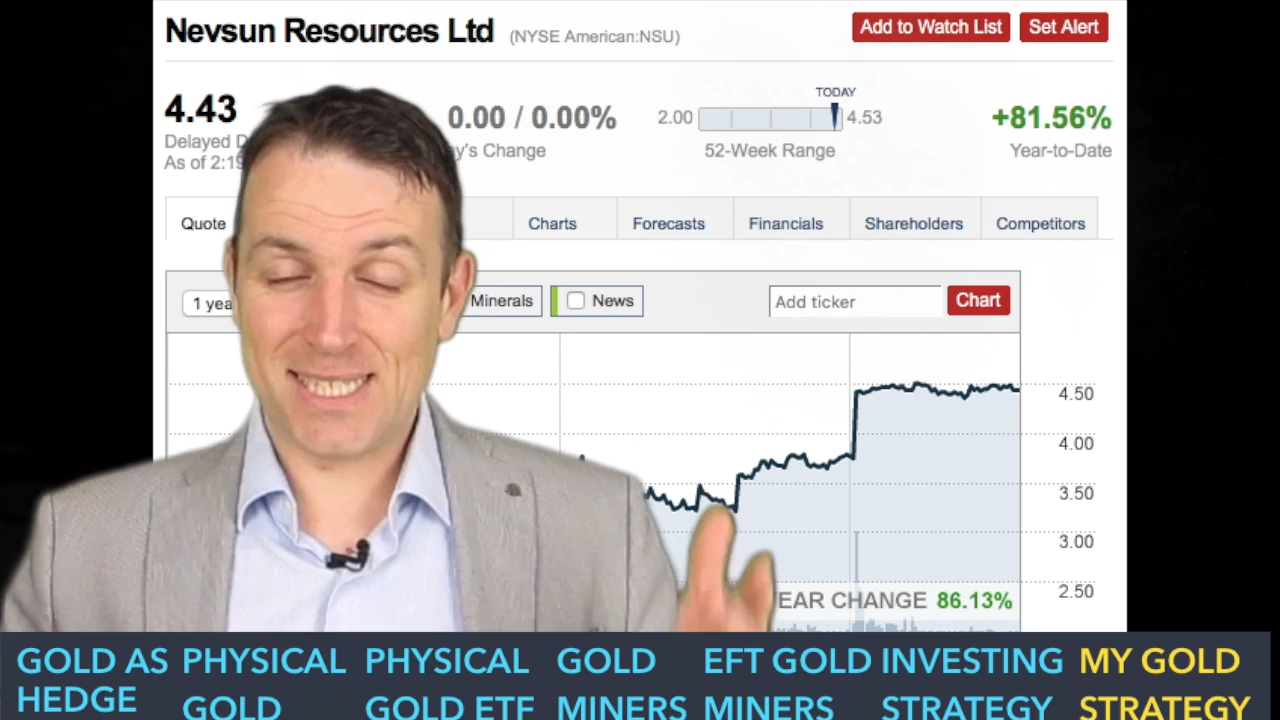 Nevsun Resources Ltd (NYSE American:NSU)
Add to Watch List Set Alert
4.43
Delayed
As of 2:19
0.00 / 0.00%
Change
TODAY
2.00 4.53
52-Week Range
+81.56%
Year-to-Date
Quote Charts Forecasts Financials Shareholders Competitors
1 Minerals News Add ticker Chart
4.50
4.00
3.50
3.00
2.50
CHANGE 86.13%
GOLD AS HEDGE
PHYSICAL GOLD
PHYSICAL GOLD ETF
GOLD MINERS
EFT GOLD MINERS
INVESTING STRATEGY
MY GOLD STRATEGY